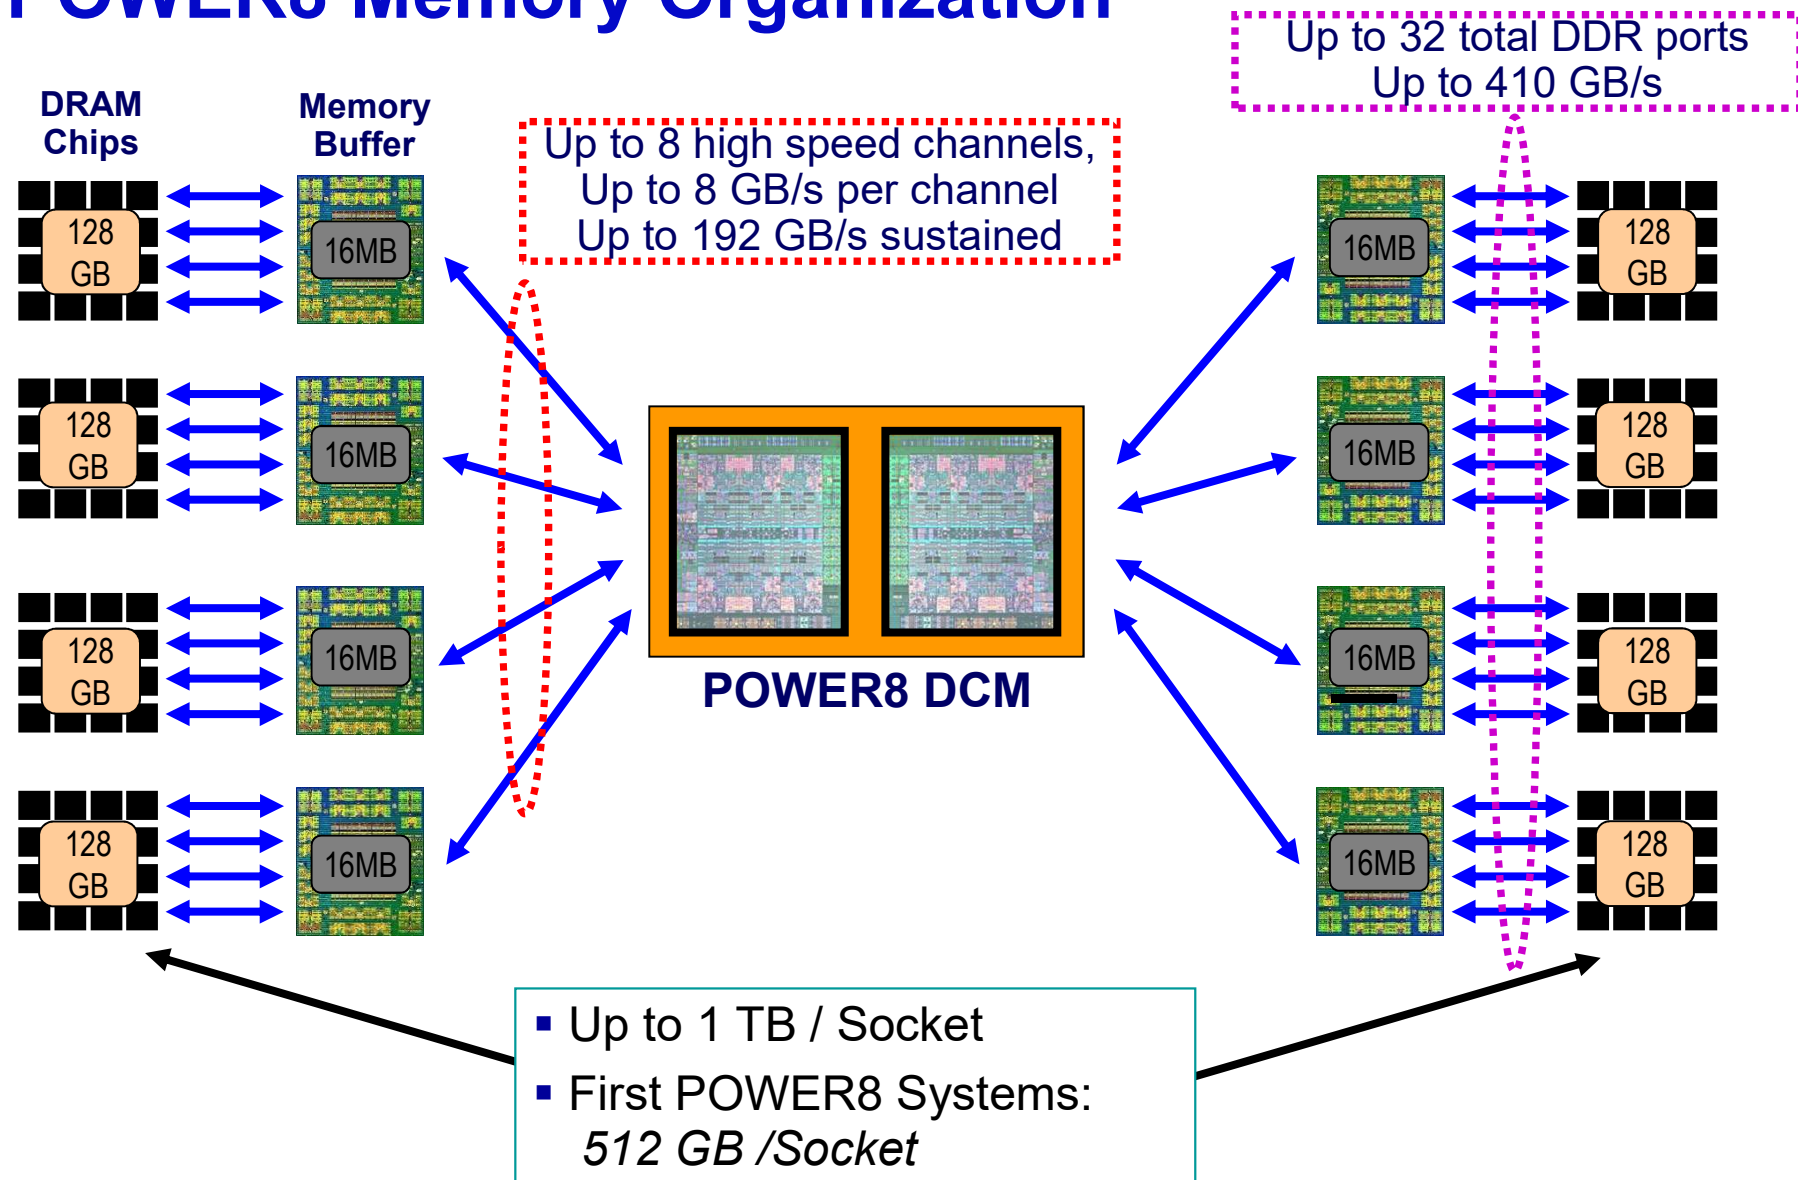 POWER8 Memory Organization
Up to 32 total DDR ports
Up to 410 GB/s
DRAM
Chips
Memory
Buffer
Up to 8 high speed channels,
Up to 8 GB/s per channel
Up to 192 GB/s sustained
128
GB
16MB
16MB
128
GB
128
GB
16MB
16MB
128
GB
128
GB
16MB
16MB
128
GB
POWER8 DCM
128
GB
16MB
16MB
128
GB
▪ Up to 1 TB / Socket
▪ First POWER8 Systems:
512 GB /Socket